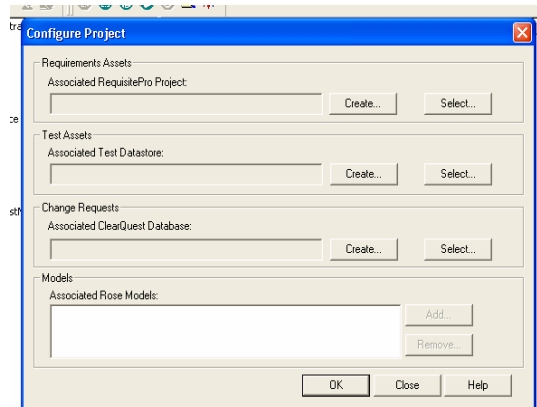 Configure Project
Requirements Assets
Associated RequisitePro Project:
Create... Select...
Test Assets
Associated Test Datastore:
Create... Select...
Change Requests
Associated ClearQuest Database:
Create... Select...
Models
Associated Rose Models:
Add...
Remove...
OK Close Help